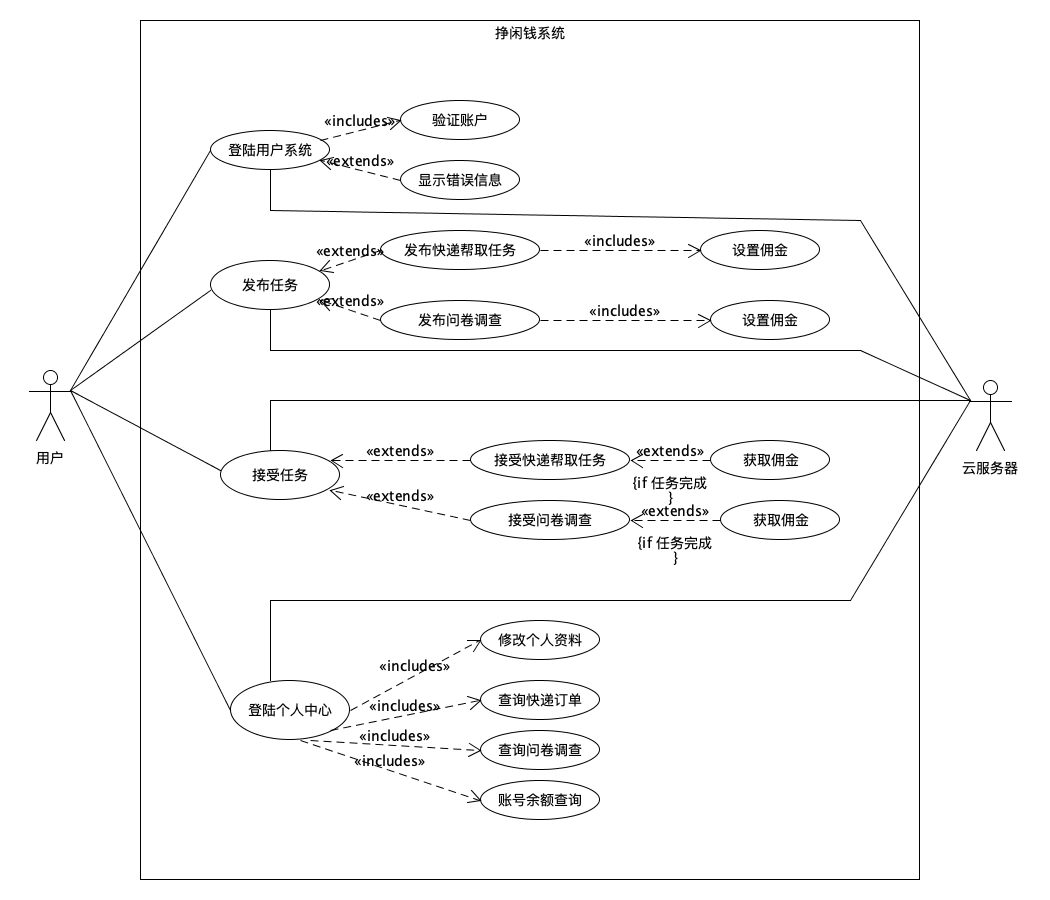 挣闲钱系统
«includes»
验证账户
登陆用户系统
«extends»
显示错误信息
«extends»
发布快递帮取任务
«includes»
设置佣金
发布任务
«extends»
发布问卷调查
«includes»
设置佣金
用户
云服务器
接受任务
«extends»
接受快递帮取任务
«extends»
获取佣金
{if 任务完成
}
«extends»
接受问卷调查
«extends»
获取佣金
{if 任务完成
}
登陆个人中心
«includes»
修改个人资料
«includes»
查询快递订单
«includes»
查询问卷调查
«includes»
账号余额查询